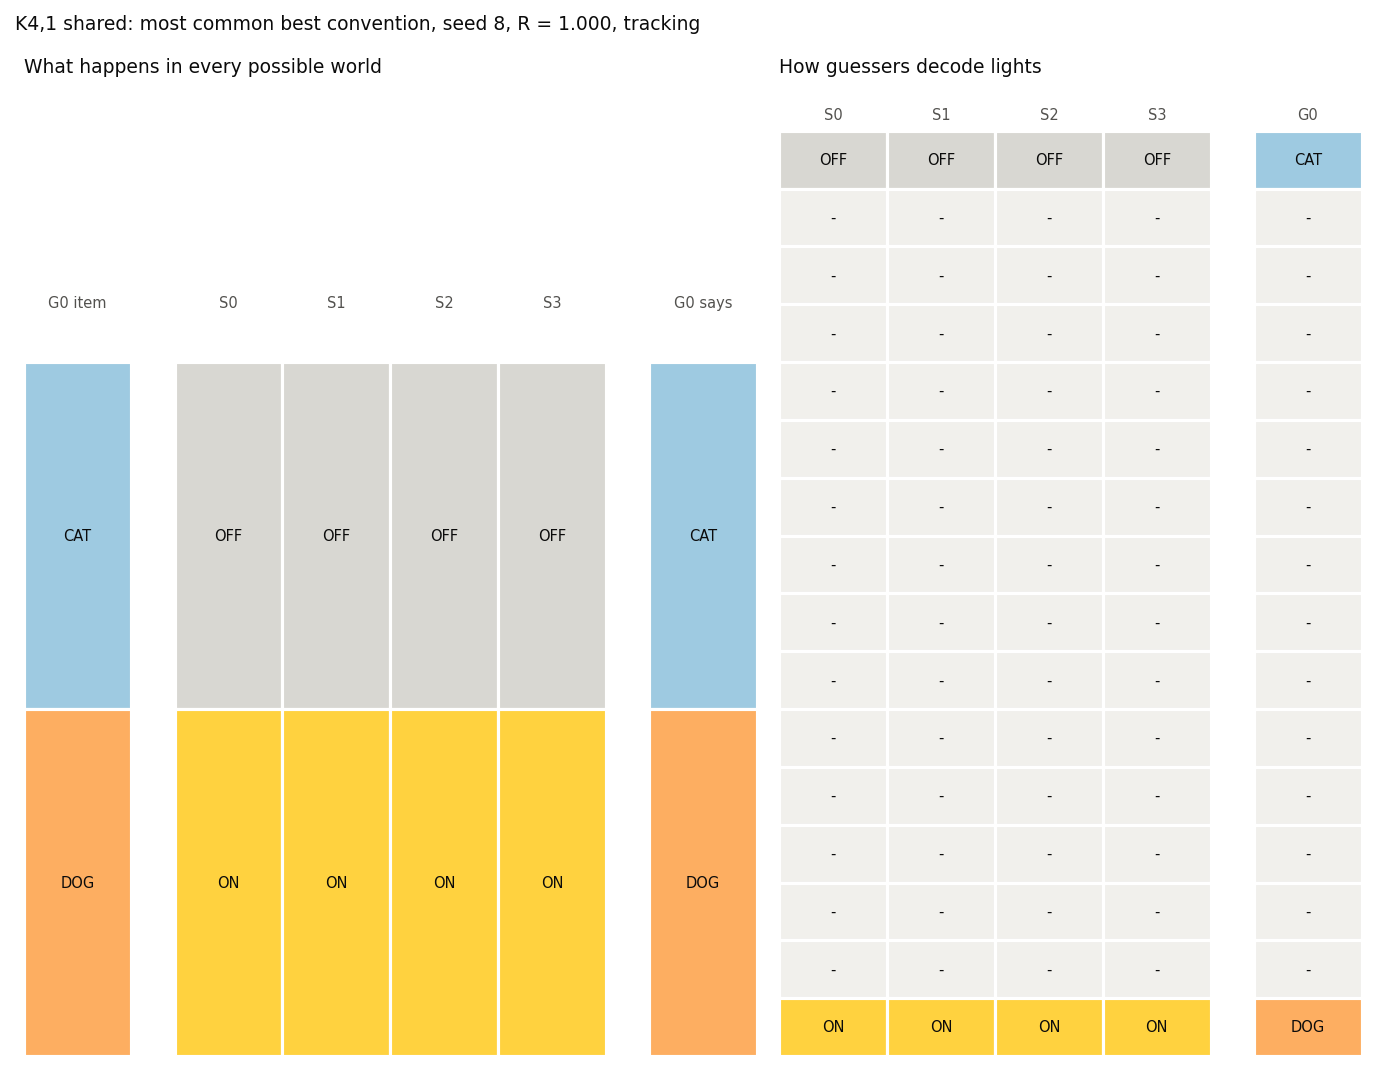 K4,1 shared: most common best convention, seed 8, R = 1.000, tracking
What happens in every possible world
G0 item S0 S1 S2 S3 G0 says
CAT OFF OFF OFF OFF CAT
DOG ON ON ON ON DOG
How guessers decode lights
S0 S1 S2 S3 G0
OFF OFF OFF OFF CAT
- - - - -
- - - - -
- - - - -
- - - - -
- - - - -
- - - - -
- - - - -
- - - - -
- - - - -
- - - - -
- - - - -
- - - - -
- - - - -
- - - - -
ON ON ON ON DOG